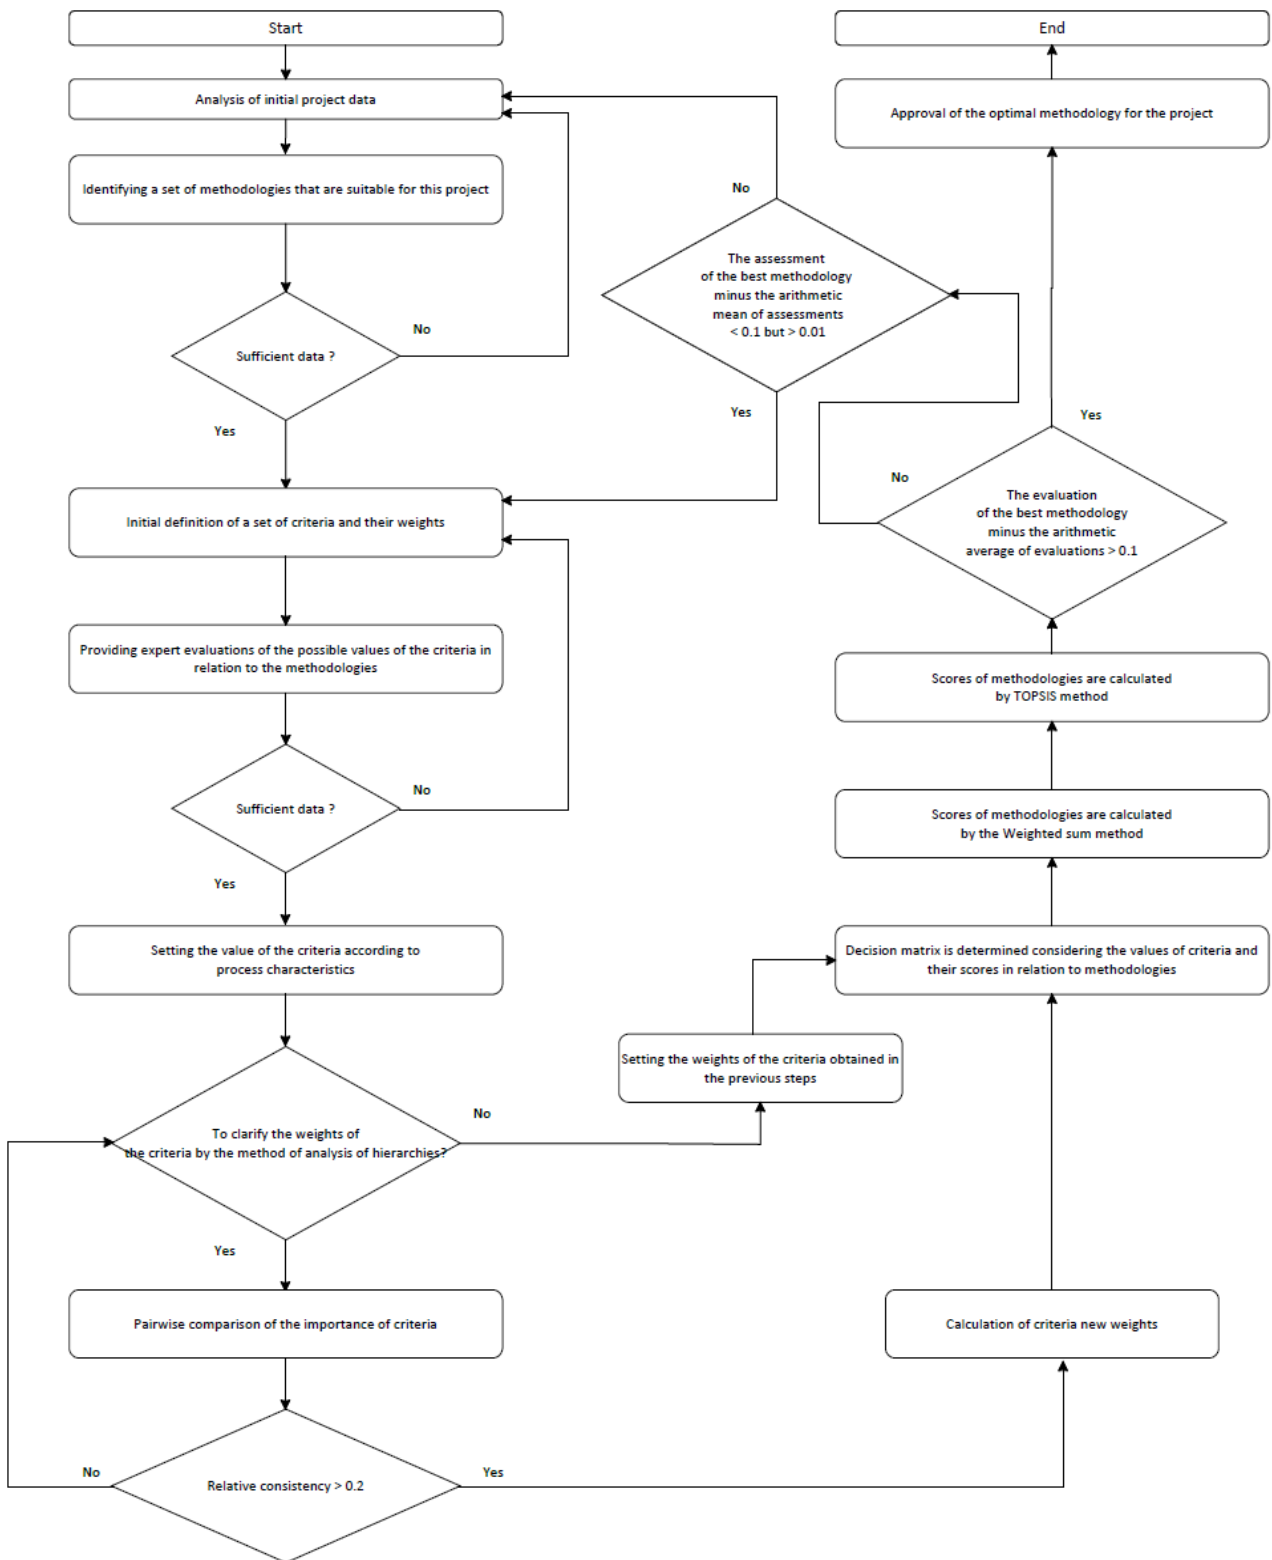 Start
Analysis of initial project data
Identifying a set of methodologies that are suitable for this project
Sufficient data ?
No
Yes
Initial definition of a set of criteria and their weights
Providing expert evaluations of the possible values of the criteria in
relation to the methodologies
Sufficient data ?
No
Yes
Setting the value of the criteria according to
process characteristics
To clarify the weights of
the criteria by the method of analysis of hierarchies?
No
Yes
Setting the weights of the criteria obtained in
the previous steps
Pairwise comparison of the importance of criteria
Relative consistency > 0.2
No
Yes
Calculation of criteria new weights
Decision matrix is determined considering the values of criteria and
their scores in relation to methodologies
Scores of methodologies are calculated
by the Weighted sum method
Scores of methodologies are calculated
by TOPSIS method
The evaluation
of the best methodology
minus the arithmetic
average of evaluations > 0.1
No
Yes
The assessment
of the best methodology
minus the arithmetic
mean of assessments
< 0.1 but > 0.01
No
Yes
Approval of the optimal methodology for the project
End